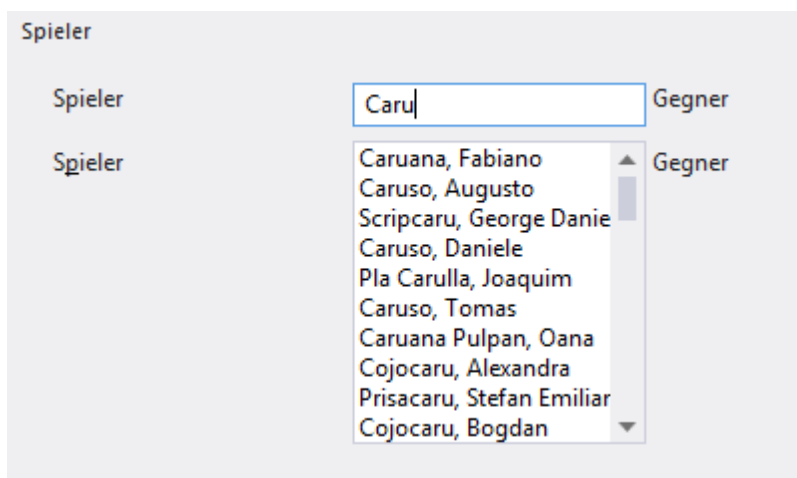 Spieler
Spieler Caru Gegner
Spieler Caruana, Fabiano Gegner
Caruso, Augusto
Scripcaru, George Danie
Caruso, Daniele
Pla Carulla, Joaquim
Caruso, Tomas
Caruana Pulpan, Oana
Cojocaru, Alexandra
Prisacaru, Stefan Emilian
Cojocaru, Bogdan